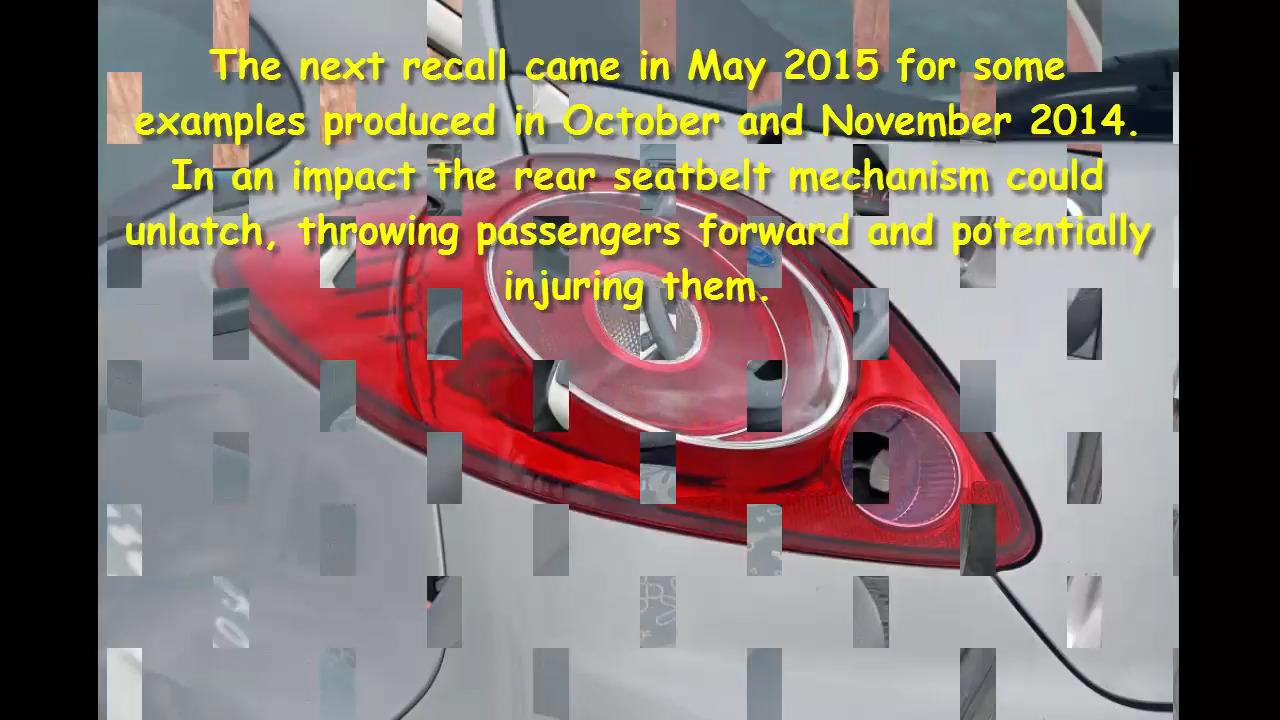 The next recall came in May 2015 for some
examples produced in October and November 2014.
In an impact the rear seatbelt mechanism could
unlatch, throwing passengers forward and potentially
injuring them.